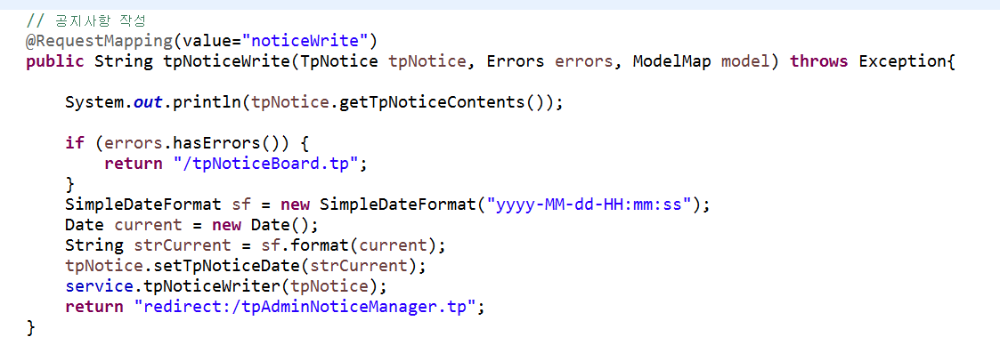 // 공지사항 작성
@RequestMapping(value="noticeWrite")
public String tpNoticeWrite(TpNotice tpNotice, Errors errors, ModelMap model) throws Exception{
System.out.println(tpNotice.getTpNoticeContents());
if (errors.hasErrors()) {
return "/tpNoticeBoard.tp";
}
SimpleDateFormat sf = new SimpleDateFormat("yyyy-MM-dd-HH:mm:ss");
Date current = new Date();
String strCurrent = sf.format(current);
tpNotice.setTpNoticeDate(strCurrent);
service.tpNoticeWriter(tpNotice);
return "redirect:/tpAdminNoticeManager.tp";
}